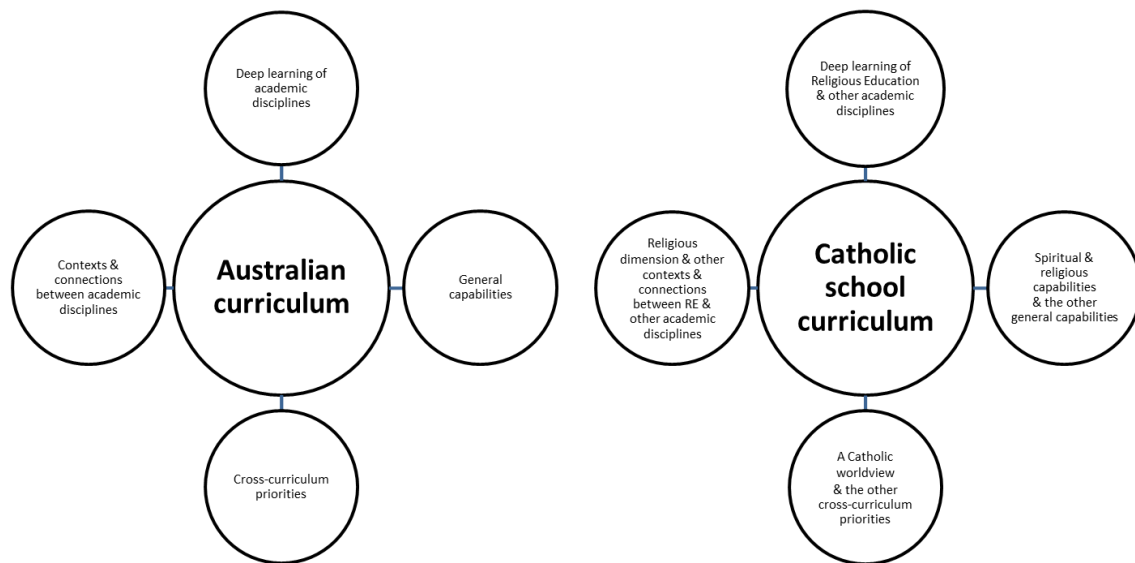 Deep learning of
academic
disciplines
Contexts &
connections
between academic
disciplines
Australian
curriculum
General
capabilities
Cross-curriculum
priorities
Deep learning of
Religious Education
& other academic
disciplines
Religious
dimension & other
contexts &
connections
between RE &
other academic
disciplines
Catholic
school
curriculum
Spiritual &
religious
capabilities
& the other
general capabilities
A Catholic
worldview
& the other
cross-curriculum
priorities